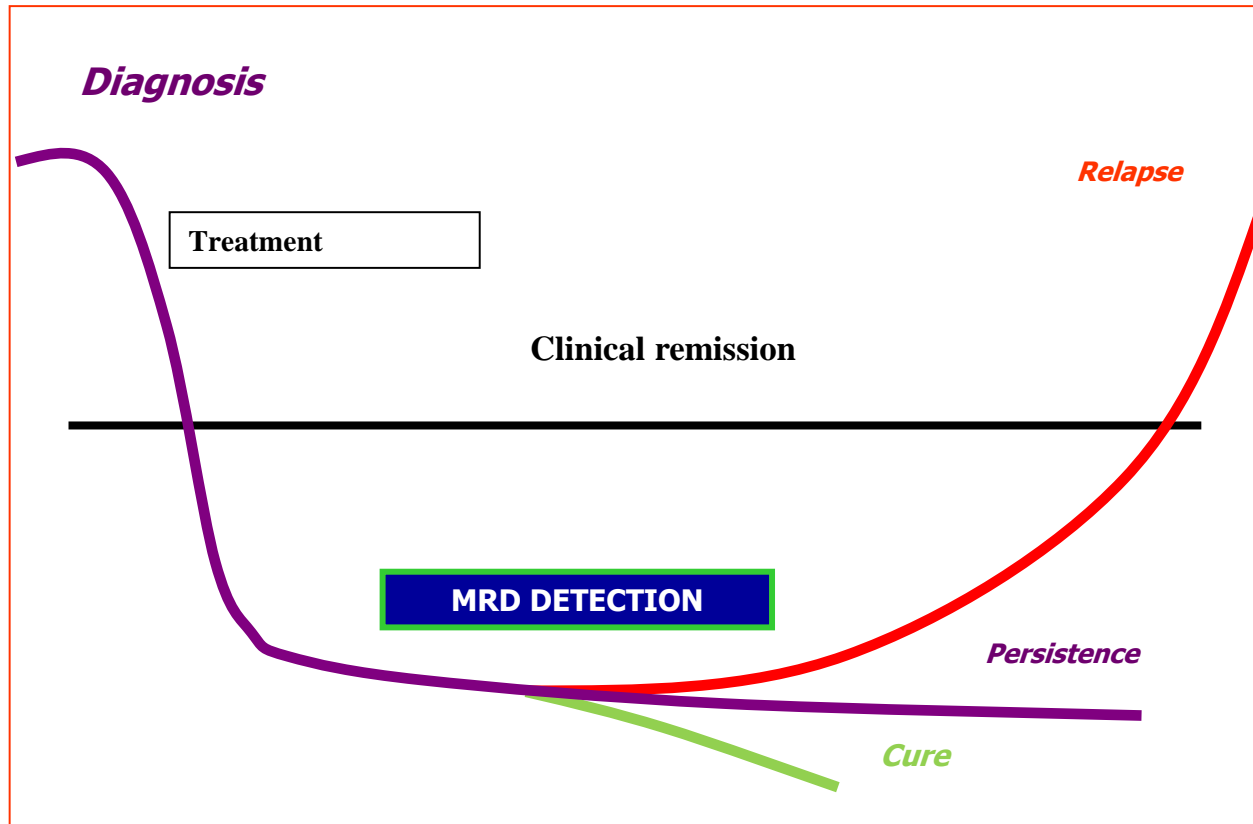 Diagnosis
Relapse
Treatment
Clinical remission
MRD DETECTION
Persistence
Cure